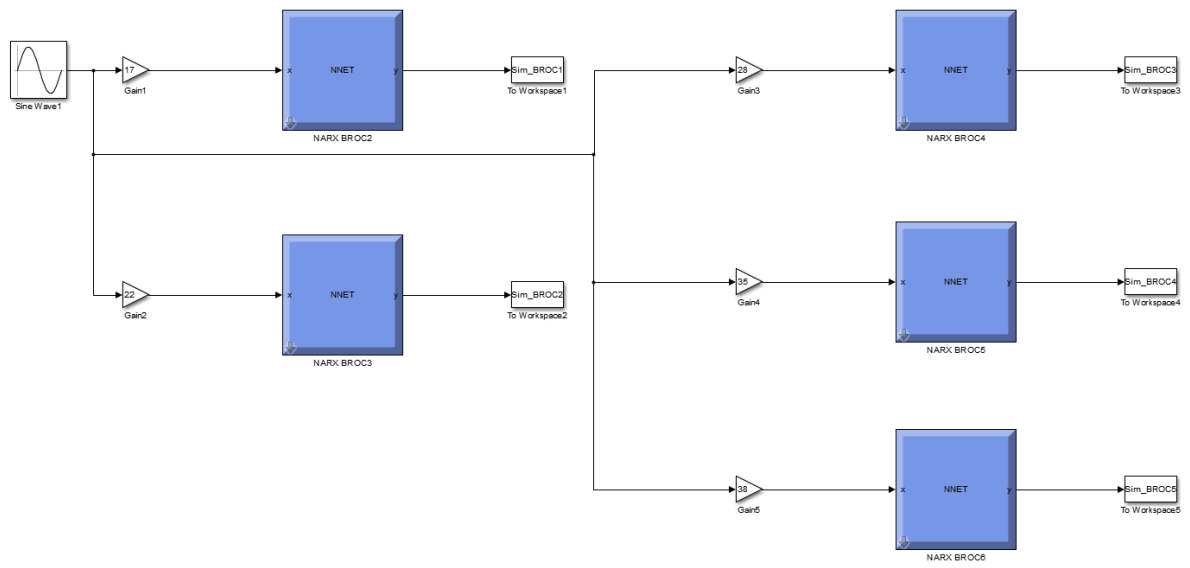 Sine Wave1
17
Gain1
x NNET y
NARX BROC2
Sim_BROC1
To Workspace1
22
Gain2
x NNET y
NARX BROC3
Sim_BROC2
To Workspace2
28
Gain3
x NNET y
NARX BROC4
Sim_BROC3
To Workspace3
35
Gain4
x NNET y
NARX BROC5
Sim_BROC4
To Workspace4
38
Gain5
x NNET y
NARX BROC6
Sim_BROC5
To Workspace5